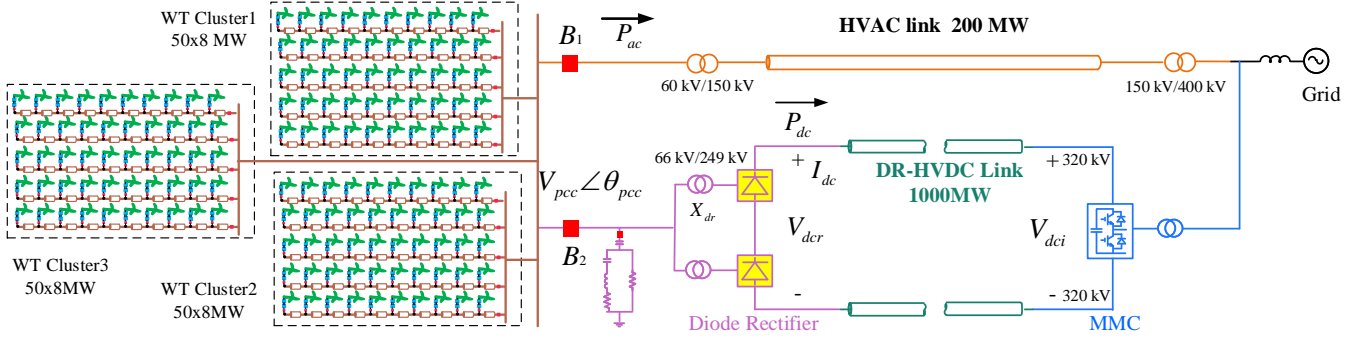 WT Cluster1
50x8 MW
B1
Pac
HVAC link 200 MW
60 kV/150 kV
150 kV/400 kV
Grid
Pdc
66 kV/249 kV
Xdr
+
Idc
DR-HVDC Link
1000MW
+ 320 kV
Vpcc∠θpcc
Vdcr
Vdci
B2
WT Cluster3
50x8MW
WT Cluster2
50x8MW
-
- 320 kV
Diode Rectifier
MMC